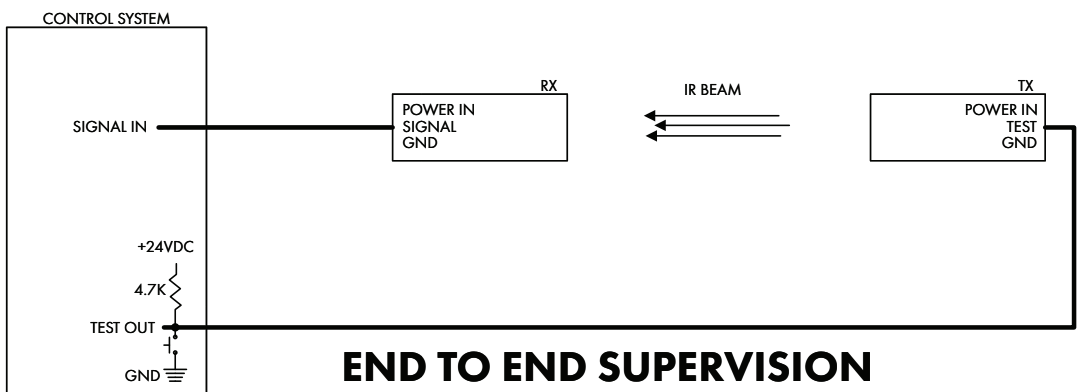 CONTROL SYSTEM
RX
IR BEAM
TX
POWER IN
SIGNAL
GND
POWER IN
TEST
GND
SIGNAL IN
+24VDC
4.7K
TEST OUT
GND
END TO END SUPERVISION